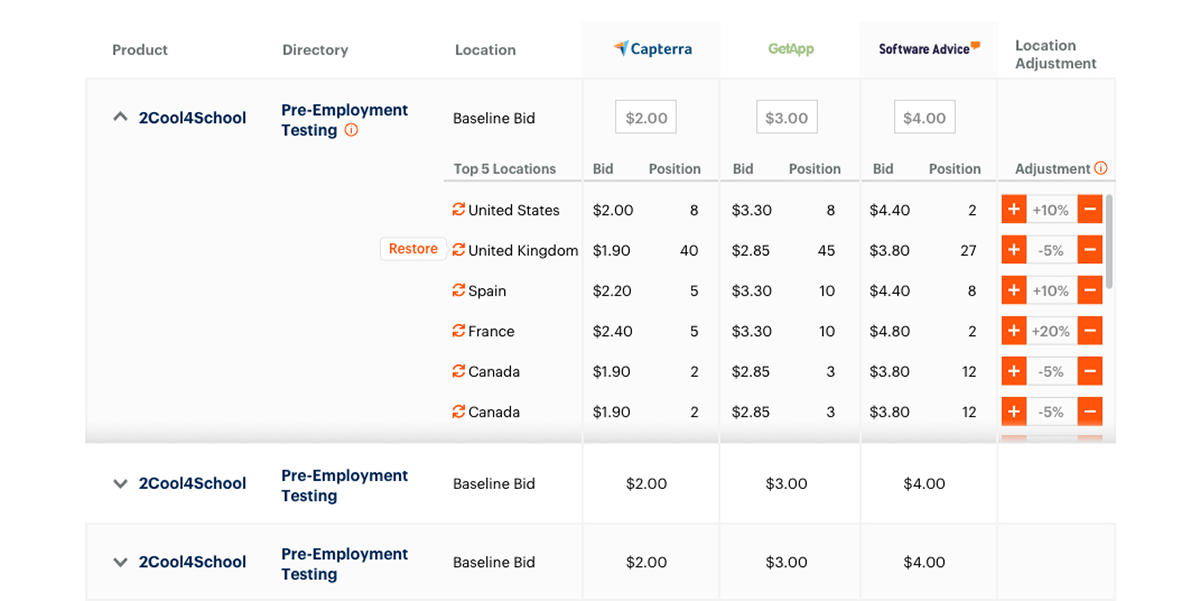 Product Directory Location Capterra GetApp Software Advice Location
Adjustment
2Cool4School Pre-Employment
Testing Baseline Bid $2.00 $3.00 $4.00
Top 5 Locations Bid Position Bid Position Bid Position Adjustment
United States $2.00 8 $3.30 8 $4.40 2 + +10% −
Restore United Kingdom $1.90 40 $2.85 45 $3.80 27 + -5% −
Spain $2.20 5 $3.30 10 $4.40 8 + +10% −
France $2.40 5 $3.30 10 $4.80 2 + +20% −
Canada $1.90 2 $2.85 3 $3.80 12 + -5% −
Canada $1.90 2 $2.85 3 $3.80 12 + -5% −
2Cool4School Pre-Employment
Testing Baseline Bid $2.00 $3.00 $4.00
2Cool4School Pre-Employment
Testing Baseline Bid $2.00 $3.00 $4.00